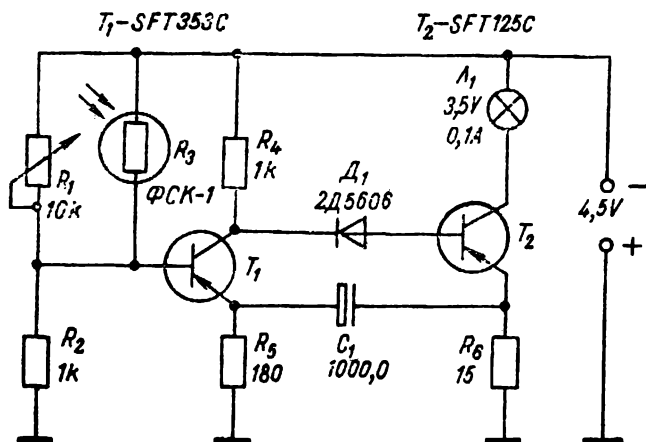 T₁-SFT353C
T₂-SFT125C
Л₁
3,5V
0,1A
R₁
10k
R₃
ФСК-1
R₄
1k
Д₁
2Д5606
T₁
T₂
−
4,5V
+
R₂
1k
R₅
180
C₁
1000,0
R₆
15